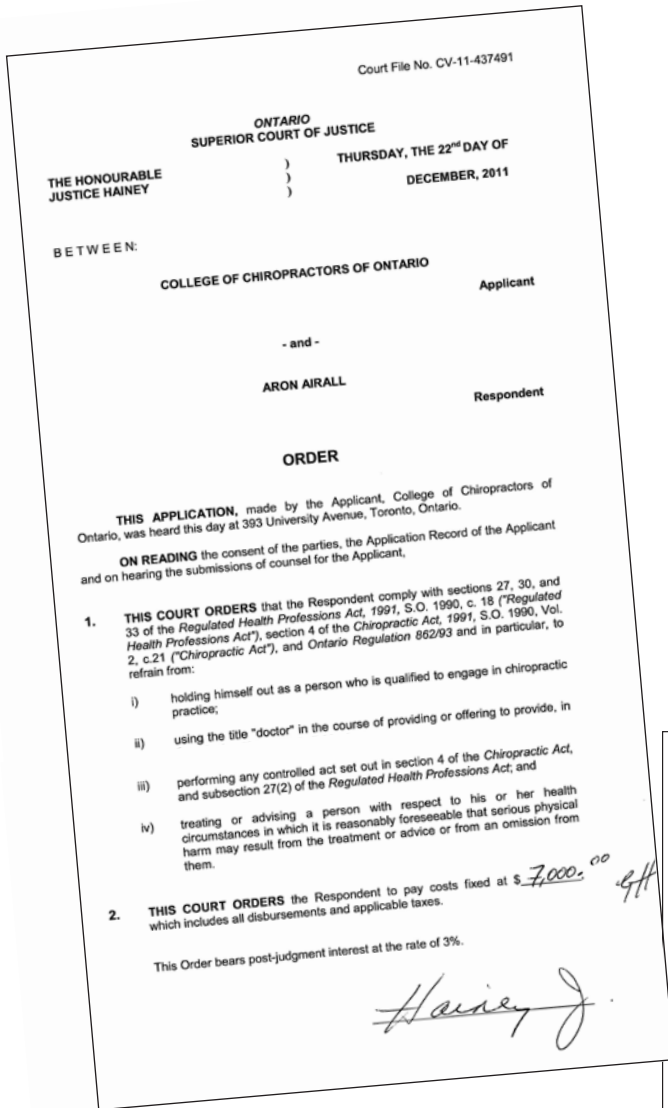 Court File No. CV-11-437491
ONTARIO
SUPERIOR COURT OF JUSTICE
THE HONOURABLE ) THURSDAY, THE 22nd DAY OF
JUSTICE HAINEY )
) DECEMBER, 2011
B E T W E E N:
COLLEGE OF CHIROPRACTORS OF ONTARIO
Applicant
- and -
ARON AIRALL
Respondent
ORDER
THIS APPLICATION, made by the Applicant, College of Chiropractors of
Ontario, was heard this day at 393 University Avenue, Toronto, Ontario.
ON READING the consent of the parties, the Application Record of the Applicant
and on hearing the submissions of counsel for the Applicant,
1. THIS COURT ORDERS that the Respondent comply with sections 27, 30, and
33 of the Regulated Health Professions Act, 1991, S.O. 1990, c. 18 ("Regulated
Health Professions Act"), section 4 of the Chiropractic Act, 1991, S.O. 1990, Vol.
2, c.21 ("Chiropractic Act"), and Ontario Regulation 862/93 and in particular, to
refrain from:
i) holding himself out as a person who is qualified to engage in chiropractic
practice;
ii) using the title "doctor" in the course of providing or offering to provide, in
iii) performing any controlled act set out in section 4 of the Chiropractic Act,
and subsection 27(2) of the Regulated Health Professions Act; and
iv) treating or advising a person with respect to his or her health
circumstances in which it is reasonably foreseeable that serious physical
harm may result from the treatment or advice or from an omission from
them.
2. THIS COURT ORDERS the Respondent to pay costs fixed at $ 7,000.00 GH
which includes all disbursements and applicable taxes.
This Order bears post-judgment interest at the rate of 3%.
Hainey J.